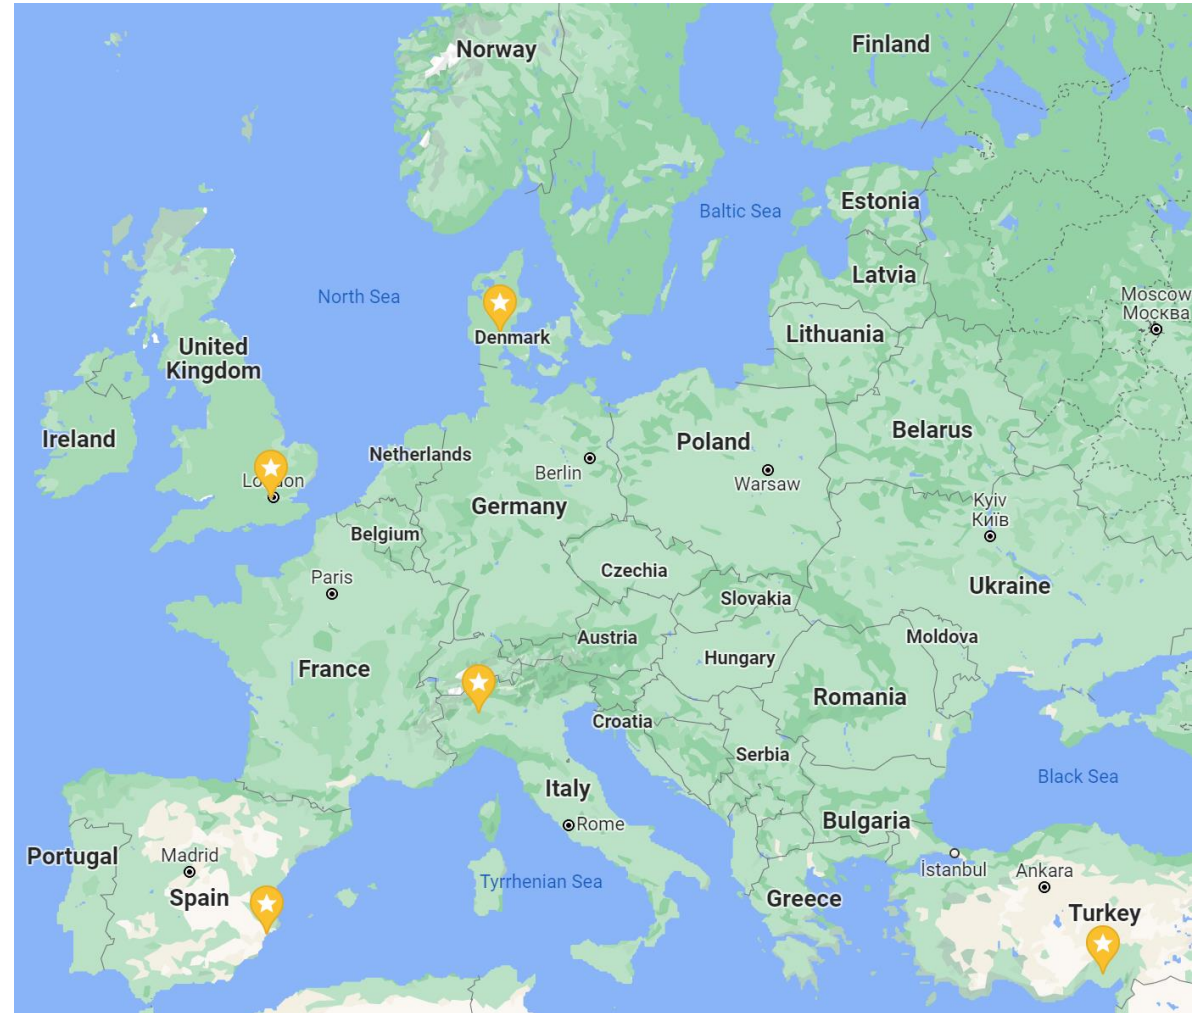 Norway
Finland
Baltic Sea
Estonia
Latvia
North Sea
Moscow
Москва
Denmark
Lithuania
United
Kingdom
Ireland
Netherlands
Belarus
Poland
Berlin
Warsaw
London
Germany
Kyiv
Київ
Belgium
Czechia
Paris
Ukraine
Slovakia
Austria
Moldova
Hungary
France
Romania
Croatia
Serbia
Black Sea
Italy
Bulgaria
Rome
Portugal
Madrid
İstanbul
Ankara
Tyrrhenian Sea
Spain
Greece
Turkey